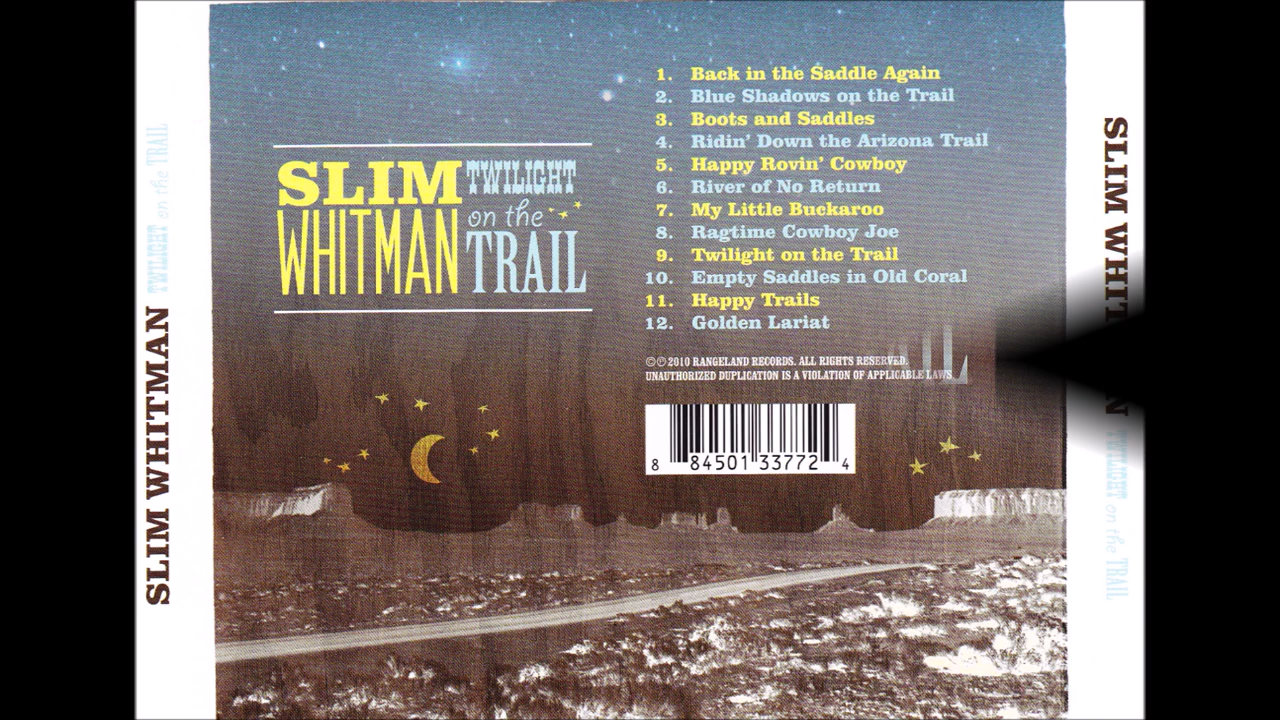 SLIM WHITMAN
TWILIGHT on the TRAIL
SLIM
WHITMAN
TWILIGHT
on the
TRAIL
1. Back in the Saddle Again
2. Blue Shadows on the Trail
3. Boots and Saddles
4. Ridin' Down the Arizona Trail
5. Happy Rovin' Cowboy
6. River of No Return
7. My Little Buckaroo
8. Ragtime Cowboy Joe
9. Twilight on the Trail
10. Empty Saddles in Old Coral
11. Happy Trails
12. Golden Lariat
©℗2010 RANGELAND RECORDS. ALL RIGHTS RESERVED.
UNAUTHORIZED DUPLICATION IS A VIOLATION OF APPLICABLE LAWS.
8 84501 33772 4
SLIM WHITMAN
TWILIGHT on the TRAIL